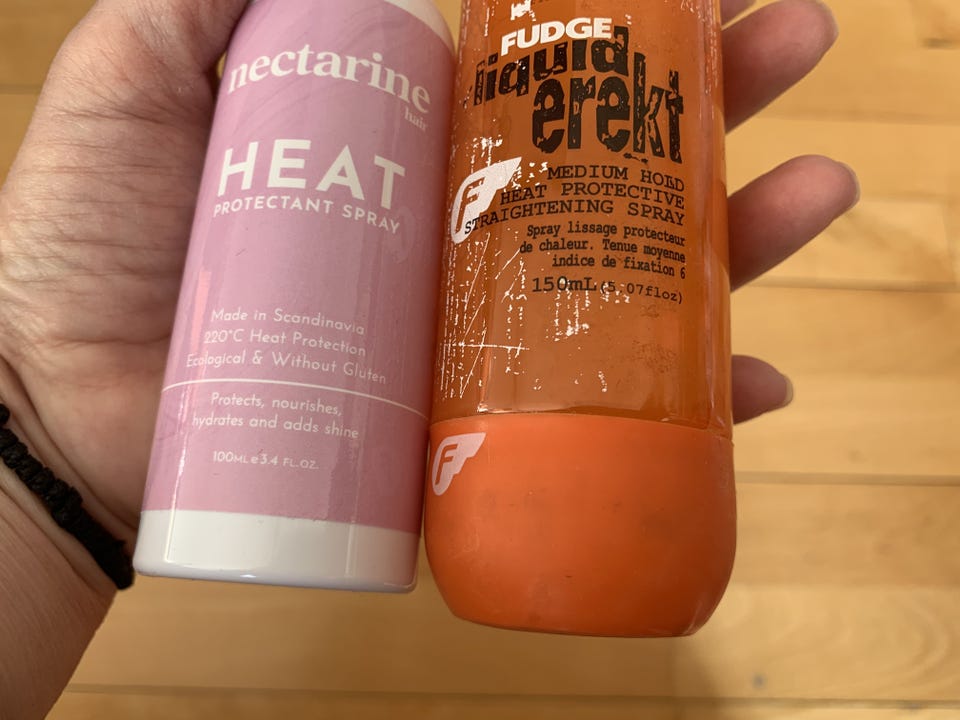 nectarine
hair
HEAT
PROTECTANT SPRAY
Made in Scandinavia
220°C Heat Protection
Ecological & Without Gluten
Protects, nourishes,
hydrates and adds shine
100ML e 3.4 FL.OZ.
FUDGE
liquid
erekt
F
MEDIUM HOLD
HEAT PROTECTIVE
STRAIGHTENING SPRAY
Spray lissage protecteur
de chaleur. Tenue moyenne
indice de fixation 6
150mL (5.07floz)
F